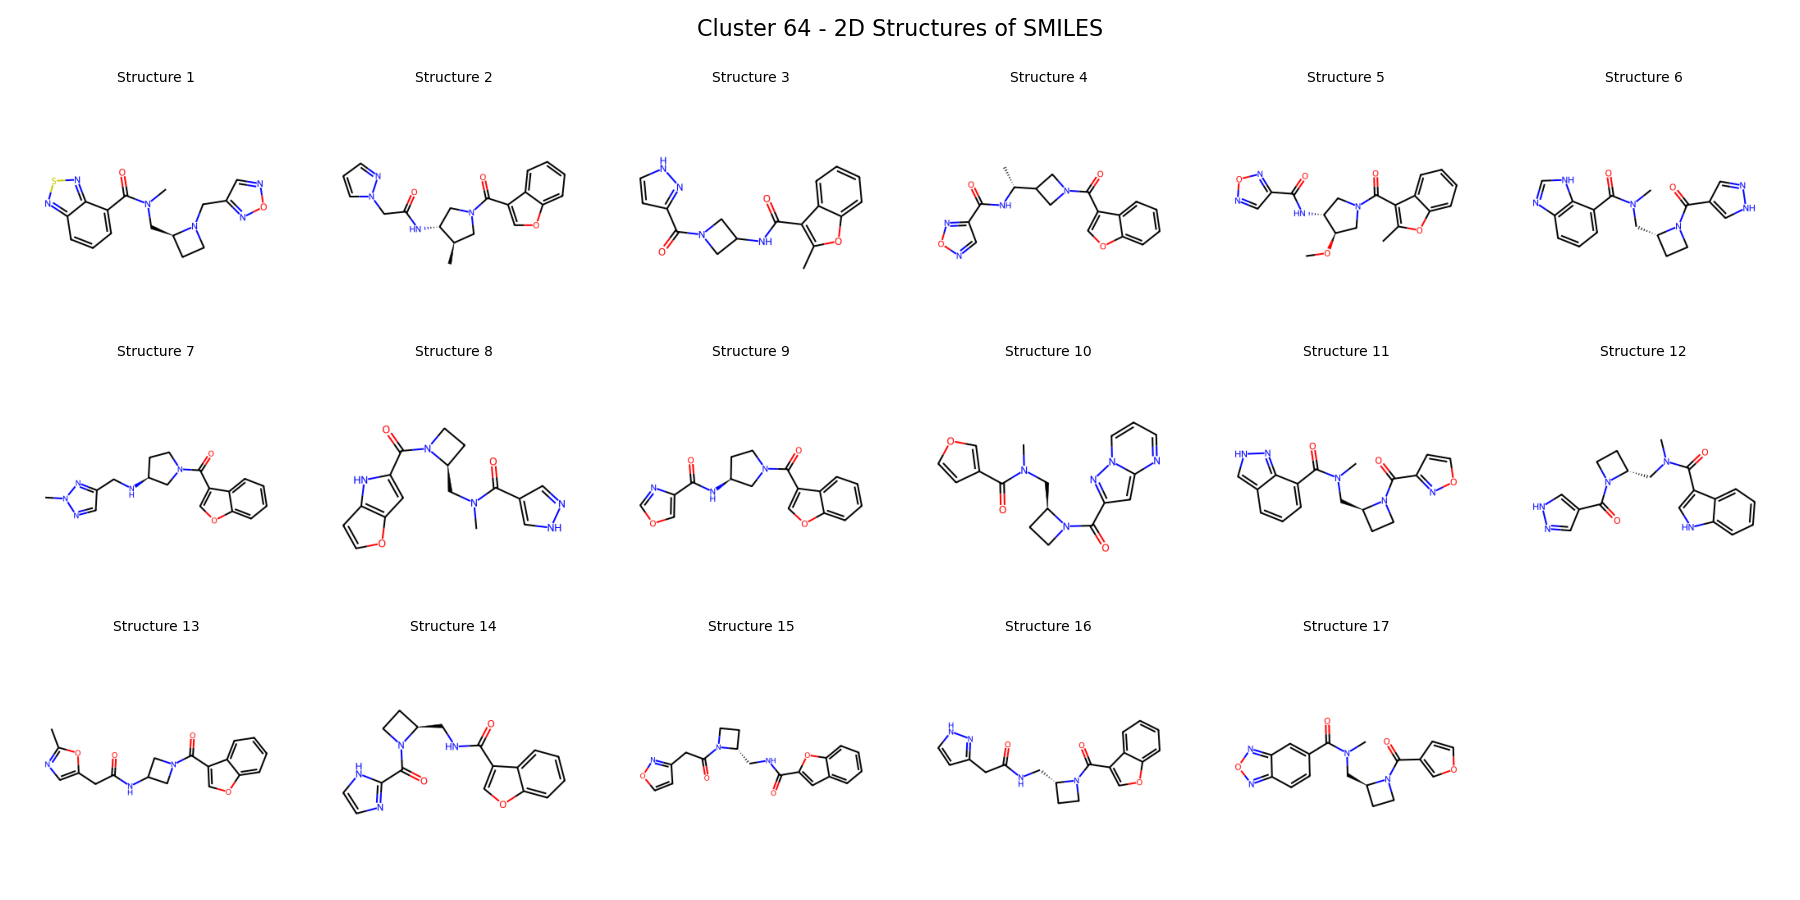 Cluster 64 - 2D Structures of SMILES
Structure 1
Structure 2
Structure 3
Structure 4
Structure 5
Structure 6
Structure 7
Structure 8
Structure 9
Structure 10
Structure 11
Structure 12
Structure 13
Structure 14
Structure 15
Structure 16
Structure 17